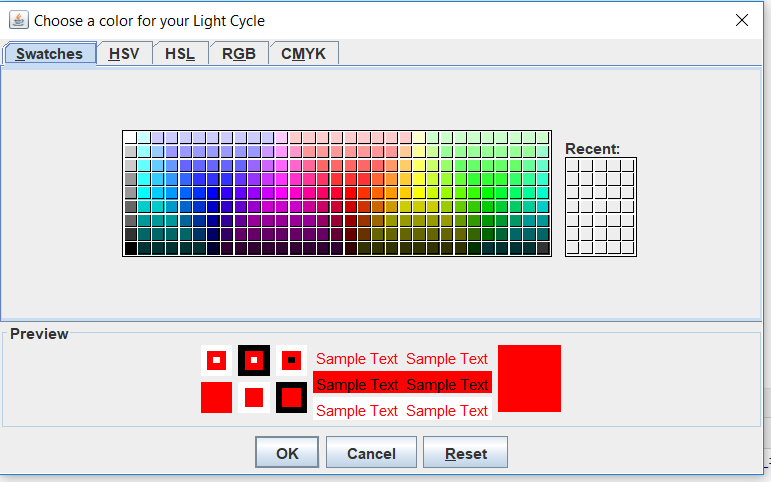 Choose a color for your Light Cycle
Swatches HSV HSL RGB CMYK
Recent:
Preview
Sample Text Sample Text
Sample Text Sample Text
Sample Text Sample Text
OK Cancel Reset